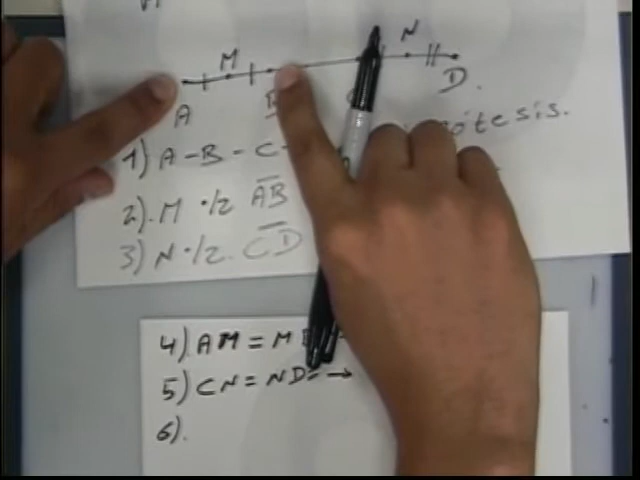 M N
A D.
1) A-B-C-
2). M ·/2 AB
3) N ·/2. CD
4) AM = M
5) CN = ND = →
6).